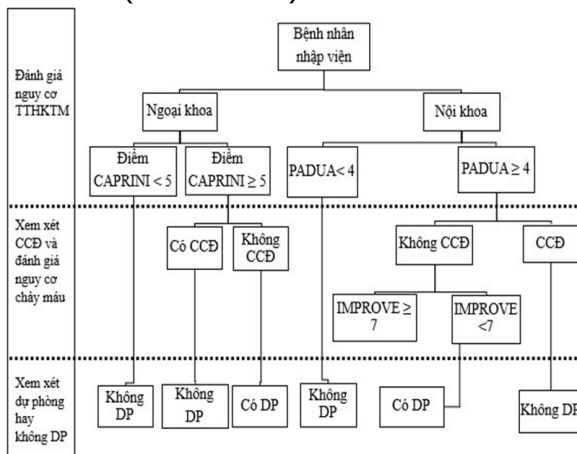 Bệnh nhân
nhập viện
Đánh giá
nguy cơ
TTHKTM
Ngoại khoa
Nội khoa
Điểm
CAPRINI < 5
Điểm
CAPRINI ≥ 5
PADUA< 4
PADUA ≥ 4
Xem xét
CCĐ và
đánh giá
nguy cơ
chảy máu
Có CCĐ
Không
CCĐ
Không CCĐ
CCĐ
IMPROVE ≥
7
IMPROVE
<7
Xem xét
dự phòng
hay
không DP
Không
DP
Không
DP
Có DP
Không
DP
Có DP
Không DP